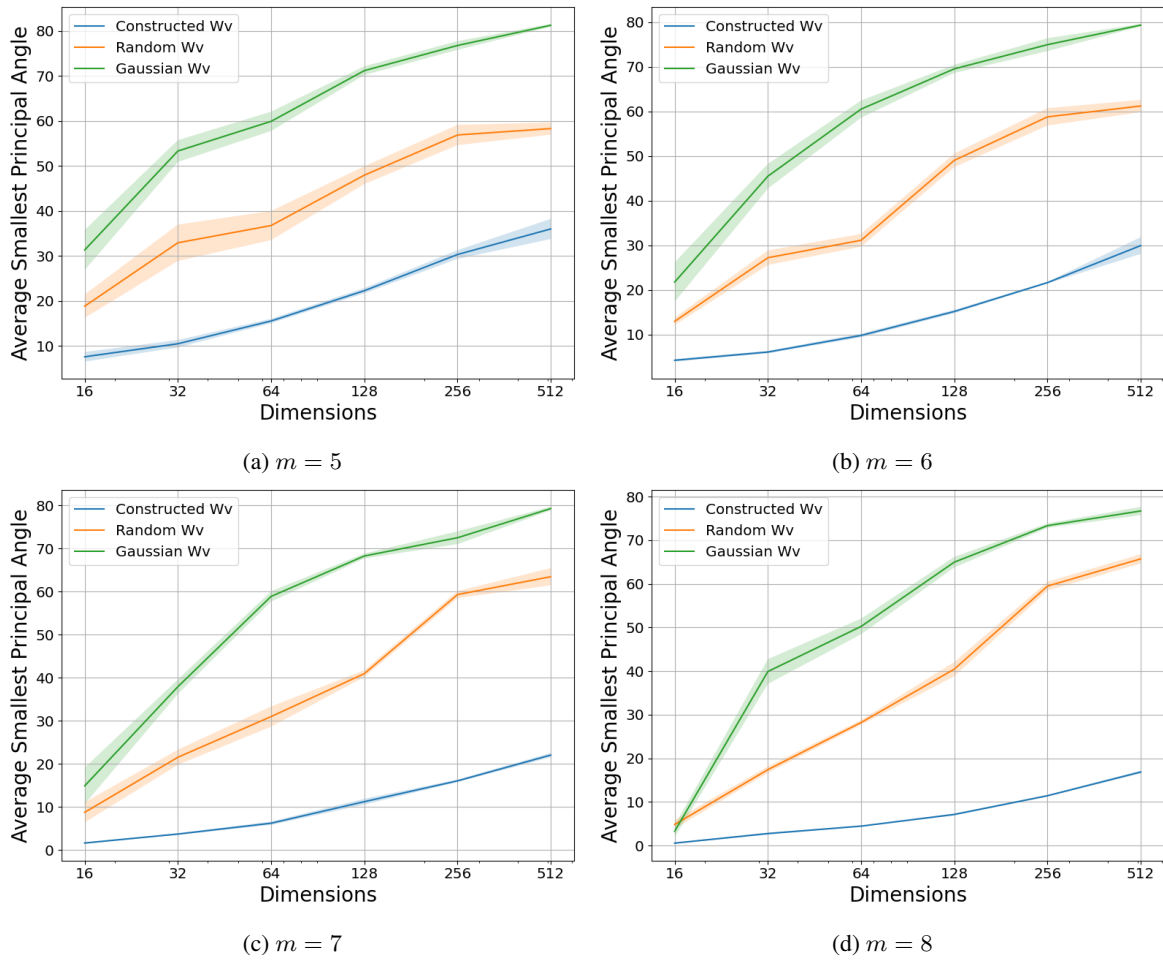 Average Smallest Principal Angle
80
70
60
50
40
30
20
10
Constructed Wv
Random Wv
Gaussian Wv
16 32 64 128 256 512
Dimensions
(a) m = 5
Average Smallest Principal Angle
80
70
60
50
40
30
20
10
Constructed Wv
Random Wv
Gaussian Wv
16 32 64 128 256 512
Dimensions
(b) m = 6
Average Smallest Principal Angle
80
70
60
50
40
30
20
10
0
Constructed Wv
Random Wv
Gaussian Wv
16 32 64 128 256 512
Dimensions
(c) m = 7
Average Smallest Principal Angle
80
70
60
50
40
30
20
10
0
Constructed Wv
Random Wv
Gaussian Wv
16 32 64 128 256 512
Dimensions
(d) m = 8